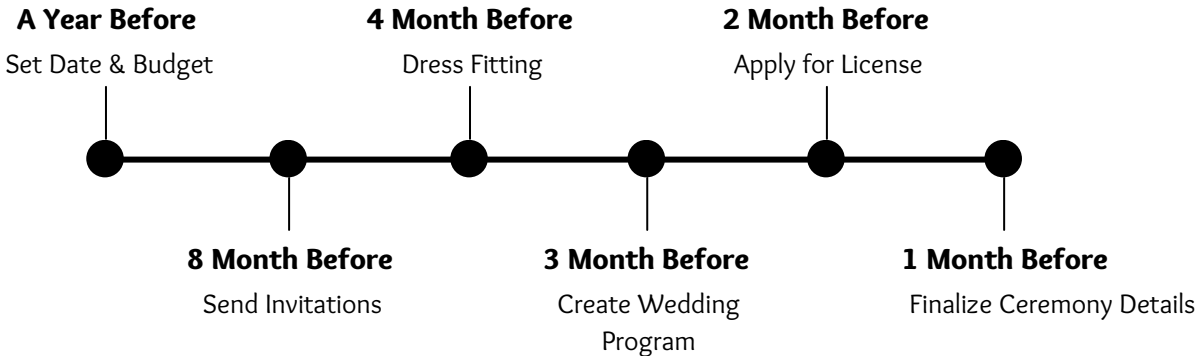 A Year Before
Set Date & Budget
4 Month Before
Dress Fitting
2 Month Before
Apply for License
8 Month Before
Send Invitations
3 Month Before
Create Wedding
Program
1 Month Before
Finalize Ceremony Details